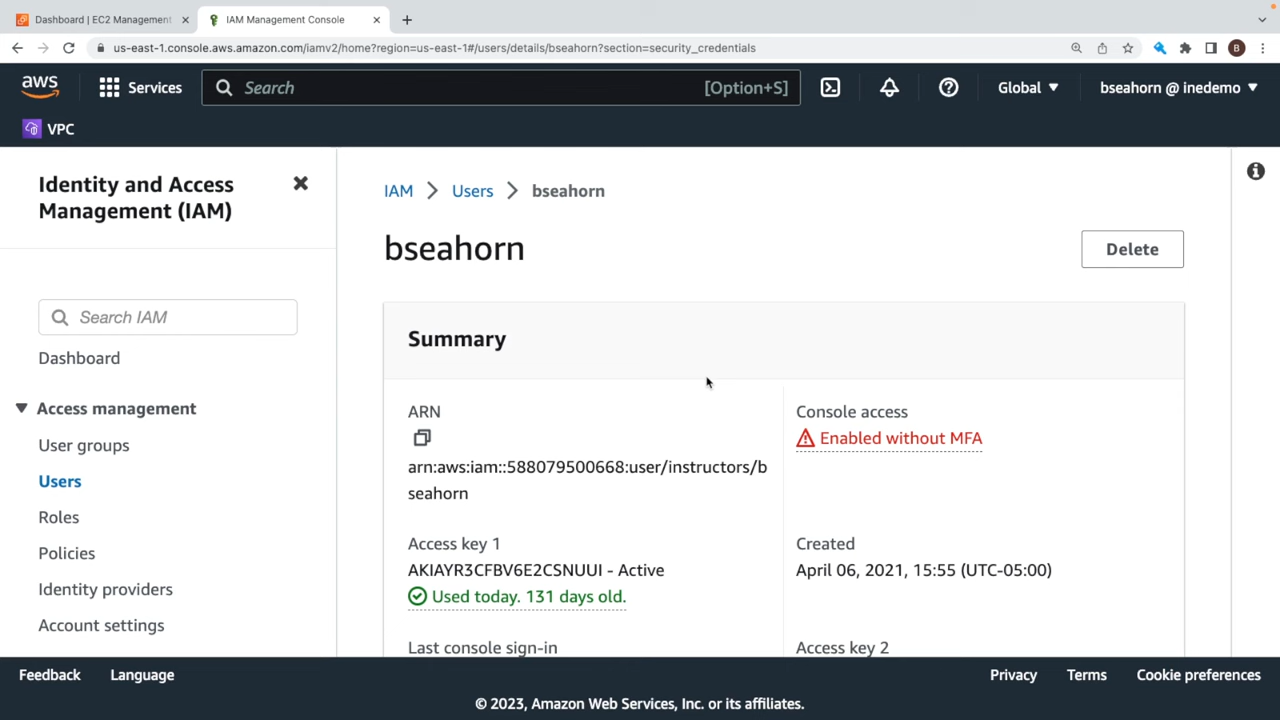 Dashboard | EC2 Management
IAM Management Console
us-east-1.console.aws.amazon.com/iamv2/home?region=us-east-1#/users/details/bseahorn?section=security_credentials
B
aws
Services
Search
[Option+S]
Global
bseahorn @ inedemo
VPC
Identity and Access
Management (IAM)
Search IAM
Dashboard
Access management
User groups
Users
Roles
Policies
Identity providers
Account settings
IAM > Users > bseahorn
bseahorn
Delete
Summary
ARN
arn:aws:iam::588079500668:user/instructors/b
seahorn
Console access
Enabled without MFA
Access key 1
AKIAYR3CFBV6E2CSNUUI - Active
Used today. 131 days old.
Created
April 06, 2021, 15:55 (UTC-05:00)
Last console sign-in
Access key 2
Feedback
Language
Privacy
Terms
Cookie preferences
© 2023, Amazon Web Services, Inc. or its affiliates.